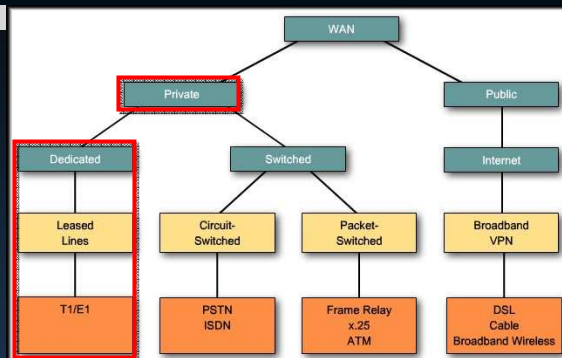 WAN
Private
Public
Dedicated
Switched
Internet
Leased
Lines
Circuit-
Switched
Packet-
Switched
Broadband
VPN
T1/E1
PSTN
ISDN
Frame Relay
x.25
ATM
DSL
Cable
Broadband Wireless